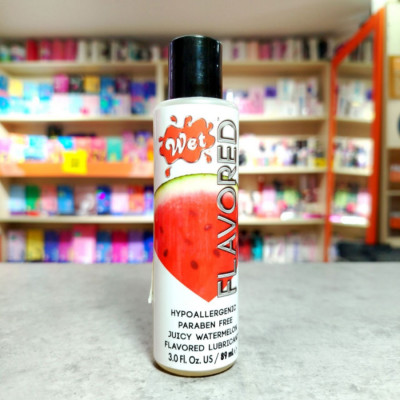 Wet
FLAVORED
HYPOALLERGENIC
PARABEN FREE
JUICY WATERMELON
FLAVORED LUBRICANT
3.0 Fl. Oz. US / 89 mL